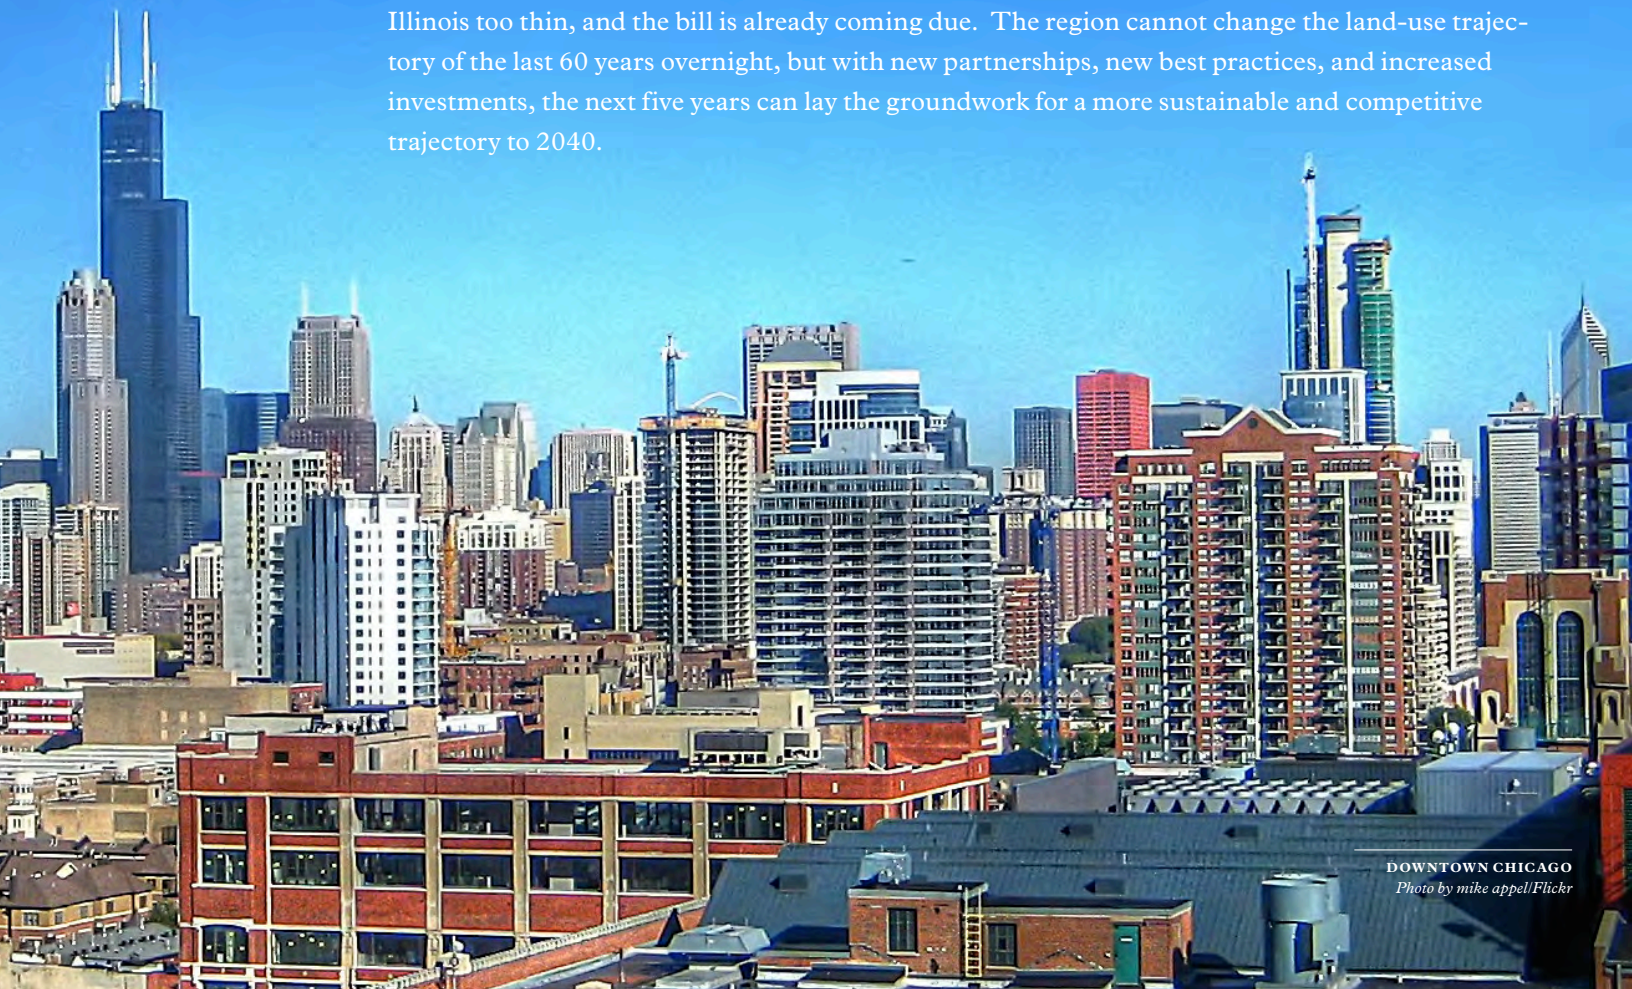 Illinois too thin, and the bill is already coming due.  The region cannot change the land-use trajec-
tory of the last 60 years overnight, but with new partnerships, new best practices, and increased
investments, the next five years can lay the groundwork for a more sustainable and competitive
trajectory to 2040.
DOWNTOWN CHICAGO
Photo by mike appel/Flickr